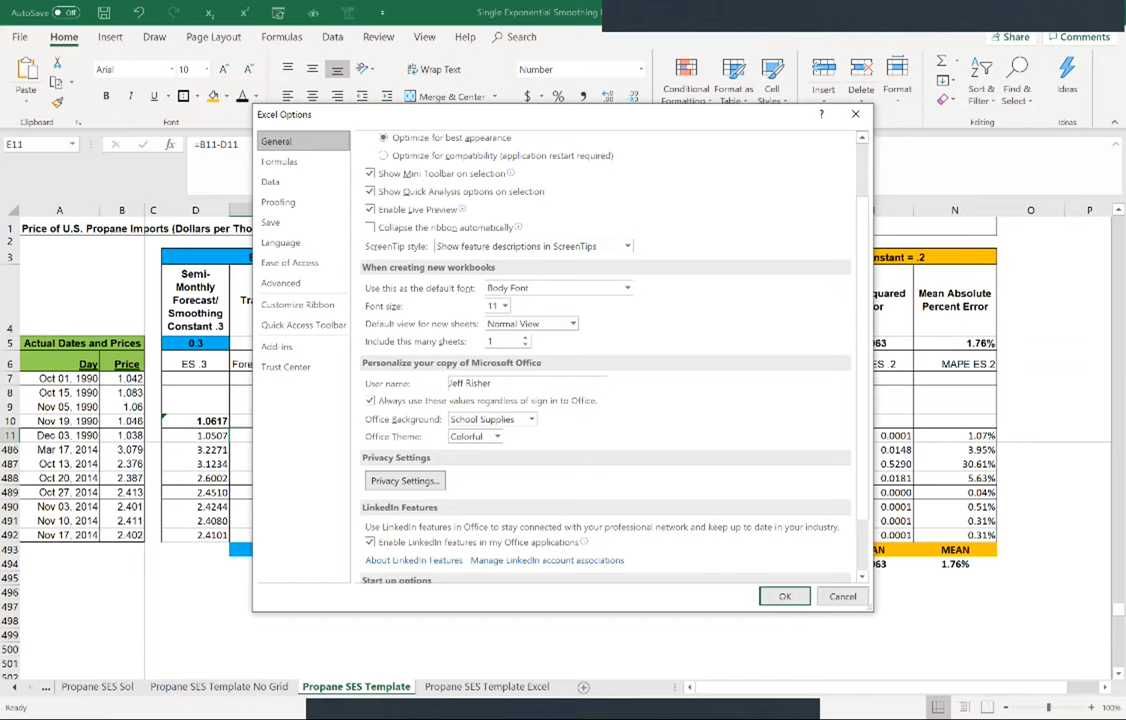 AutoSave Off Single Exponential Smoothing
File Home Insert Draw Page Layout Formulas Data Review View Help Search Share Comments
Paste Arial 10 Wrap Text Number Conditional Format as Cell Insert Delete Format Sort & Find & Ideas
B I U A Merge & Center $ % Formatting Table Styles Filter Select
Clipboard Font Editing Ideas
E11 fx =B11-D11
A B C D N O P
1 Price of U.S. Propane Imports (Dollars per Tho
2
3 nstant = .2
4 Semi-Monthly Forecast/ Smoothing Constant .3 Mean Absolute Percent Error
5 Actual Dates and Prices 0.3 1.76%
6 Day Price ES .3 Fore ES .2 MAPE ES.2
7 Oct 01, 1990 1.042
8 Oct 15, 1990 1.083
9 Nov 05, 1990 1.06
10 Nov 19, 1990 1.046 1.0617
11 Dec 03, 1990 1.038 1.0507 0.0001 1.07%
486 Mar 17, 2014 3.079 3.2271 0.0148 3.95%
487 Oct 13, 2014 2.376 3.1234 0.5290 30.61%
488 Oct 20, 2014 2.387 2.6002 0.0181 5.63%
489 Oct 27, 2014 2.413 2.4510 0.0000 0.04%
490 Nov 03, 2014 2.401 2.4244 0.0001 0.51%
491 Nov 10, 2014 2.411 2.4080 0.0001 0.31%
492 Nov 17, 2014 2.402 2.4101 0.0001 0.31%
493 AN MEAN
494 063 1.76%
495
496
497
498
499
500
501
502
Excel Options ?
General
Formulas
Data
Proofing
Save
Language
Ease of Access
Advanced
Customize Ribbon
Quick Access Toolbar
Add-ins
Trust Center
Optimize for best appearance
Optimize for compatibility (application restart required)
Show Mini Toolbar on selection
Show Quick Analysis options on selection
Enable Live Preview
Collapse the ribbon automatically
ScreenTip style: Show feature descriptions in ScreenTips
When creating new workbooks
Use this as the default font: Body Font
Font size: 11
Default view for new sheets: Normal View
Include this many sheets: 1
Personalize your copy of Microsoft Office
User name: Jeff Risher
Always use these values regardless of sign in to Office.
Office Background: School Supplies
Office Theme: Colorful
Privacy Settings
Privacy Settings...
LinkedIn Features
Use LinkedIn features in Office to stay connected with your professional network and keep up to date in your industry.
Enable LinkedIn features in my Office applications
About LinkedIn Features Manage LinkedIn account associations
Start up options
OK Cancel
... Propane SES Sol Propane SES Template No Grid Propane SES Template Propane SES Template Excel
Ready 100%